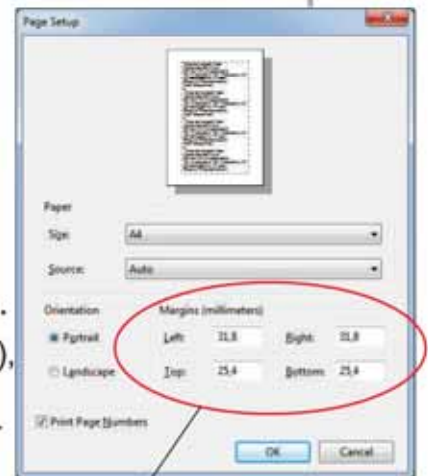 Page Setup
Paper
Size: A4
Source: Auto
Orientation
Margins (millimeters)
Portrait
Left: 31,8 Right: 31,8
Landscape
Top: 25,4 Bottom: 25,4
Print Page Numbers
OK Cancel
.
),